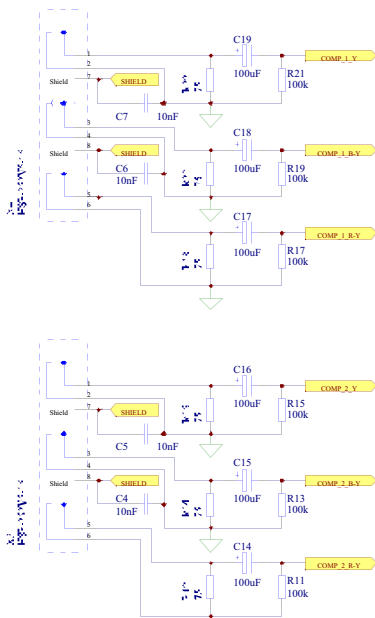 C19
1
COMP_1_Y
2
100uF
R21
100k
7
Shield
SHIELD
C7
10nF
3
C18
4
COMP_1_B-Y
100uF
R19
100k
8
Shield
SHIELD
C6
10nF
C17
5
6
COMP_1_R-Y
100uF
R17
100k
C16
1
COMP_2_Y
2
100uF
R15
100k
7
Shield
SHIELD
C5
10nF
3
C15
4
COMP_2_B-Y
100uF
R13
100k
8
Shield
SHIELD
C4
10nF
C14
5
6
COMP_2_R-Y
100uF
R11
100k